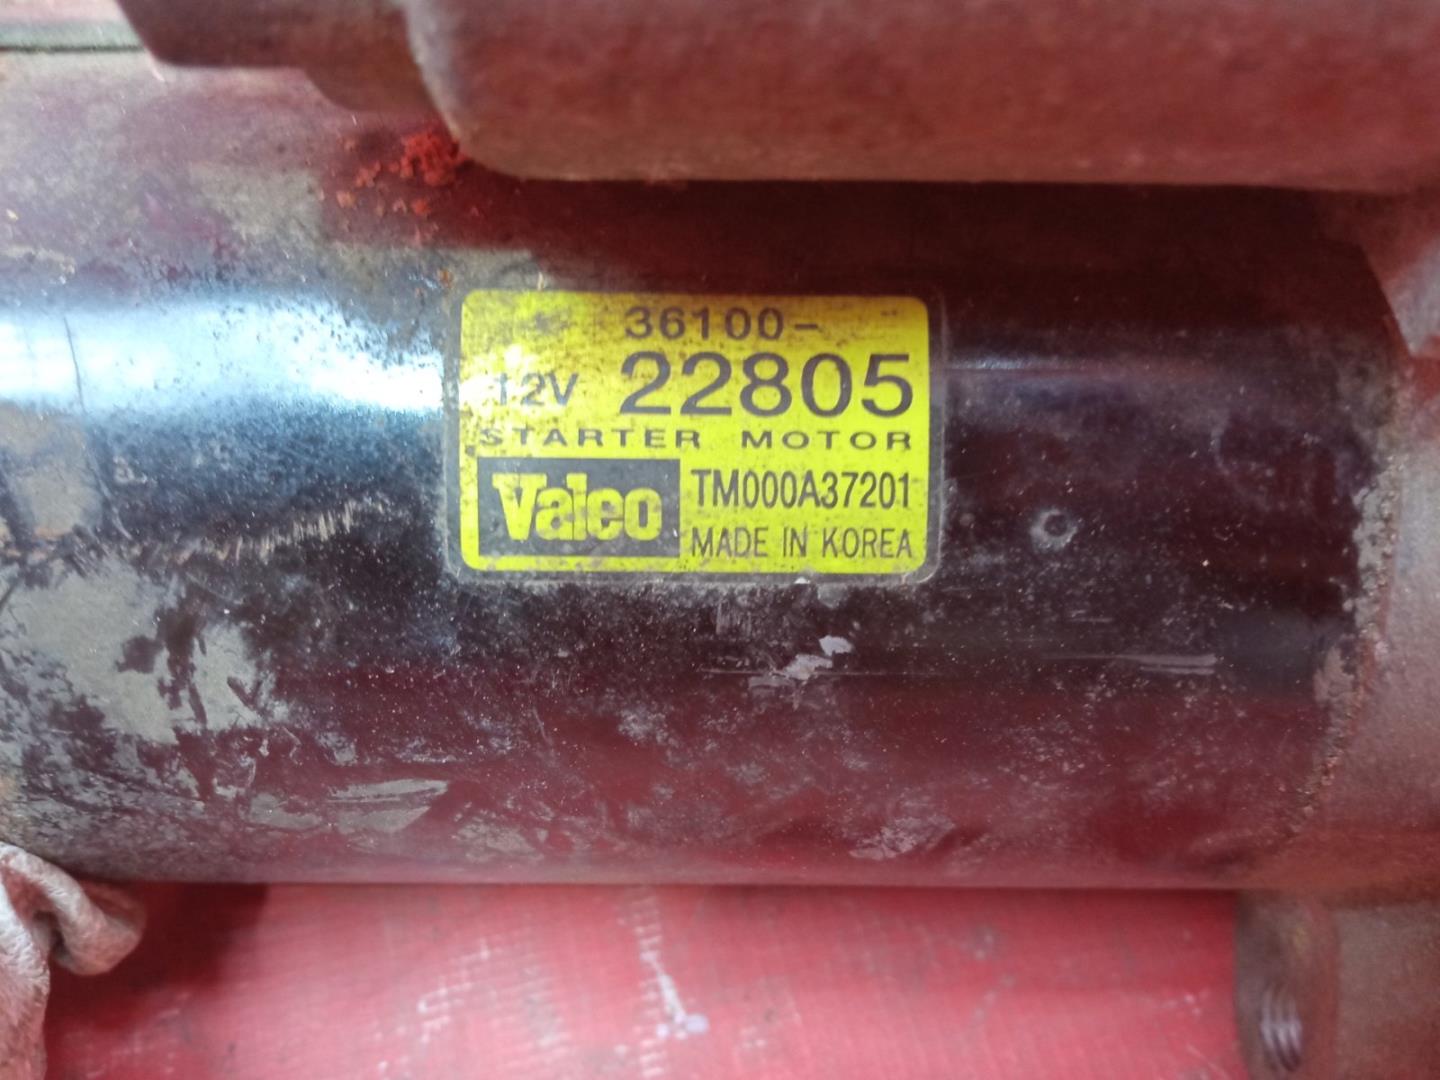 36100-
12V 22805
STARTER MOTOR
Valeo TM000A37201
MADE IN KOREA